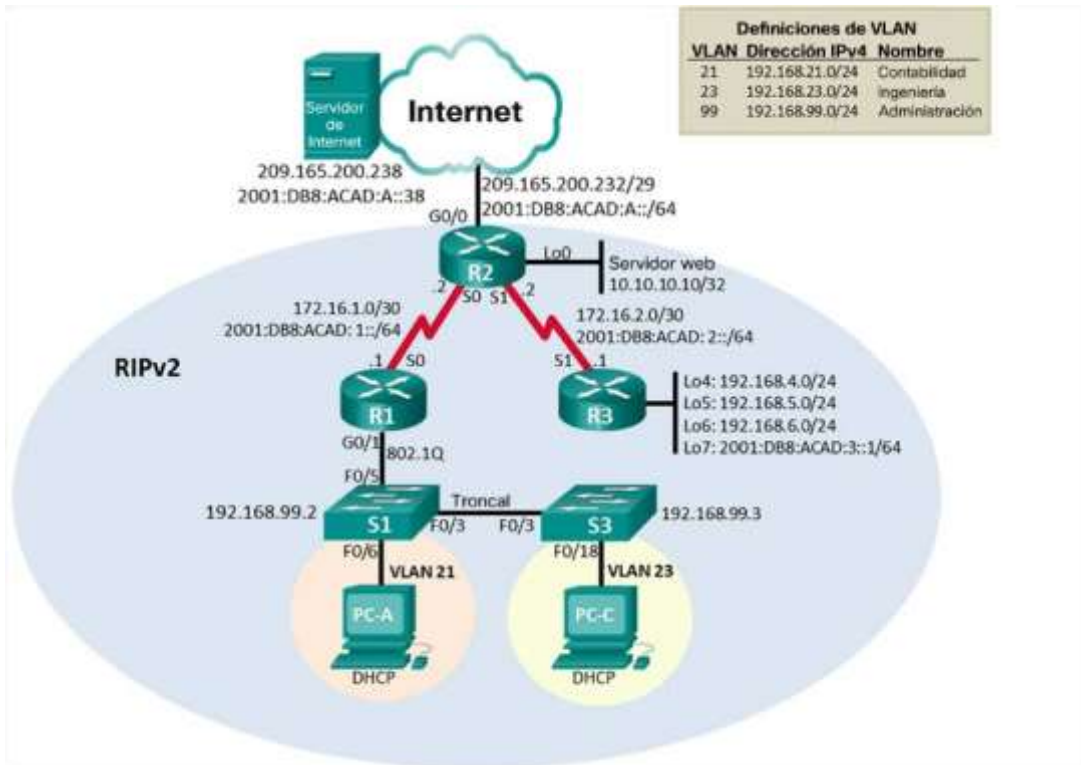 Definiciones de VLAN
VLAN Dirección IPv4 Nombre
21 192.168.21.0/24 Contabilidad
23 192.168.23.0/24 Ingeniería
99 192.168.99.0/24 Administración
Servidor
de
Internet
Internet
209.165.200.238
2001:DB8:ACAD:A::38
209.165.200.232/29
2001:DB8:ACAD:A::/64
G0/0
R2
Lo0
Servidor web
10.10.10.10/32
.2
S0
S1
.2
172.16.1.0/30
2001:DB8:ACAD: 1::/64
172.16.2.0/30
2001:DB8:ACAD: 2::/64
RIPv2
.1
S0
S1
.1
R1
R3
Lo4: 192.168.4.0/24
Lo5: 192.168.5.0/24
Lo6: 192.168.6.0/24
Lo7: 2001:DB8:ACAD:3::1/64
G0/1
802.1Q
F0/5
192.168.99.2
S1
Troncal
F0/3
F0/3
S3
192.168.99.3
F0/6
VLAN 21
F0/18
VLAN 23
PC-A
PC-C
DHCP
DHCP